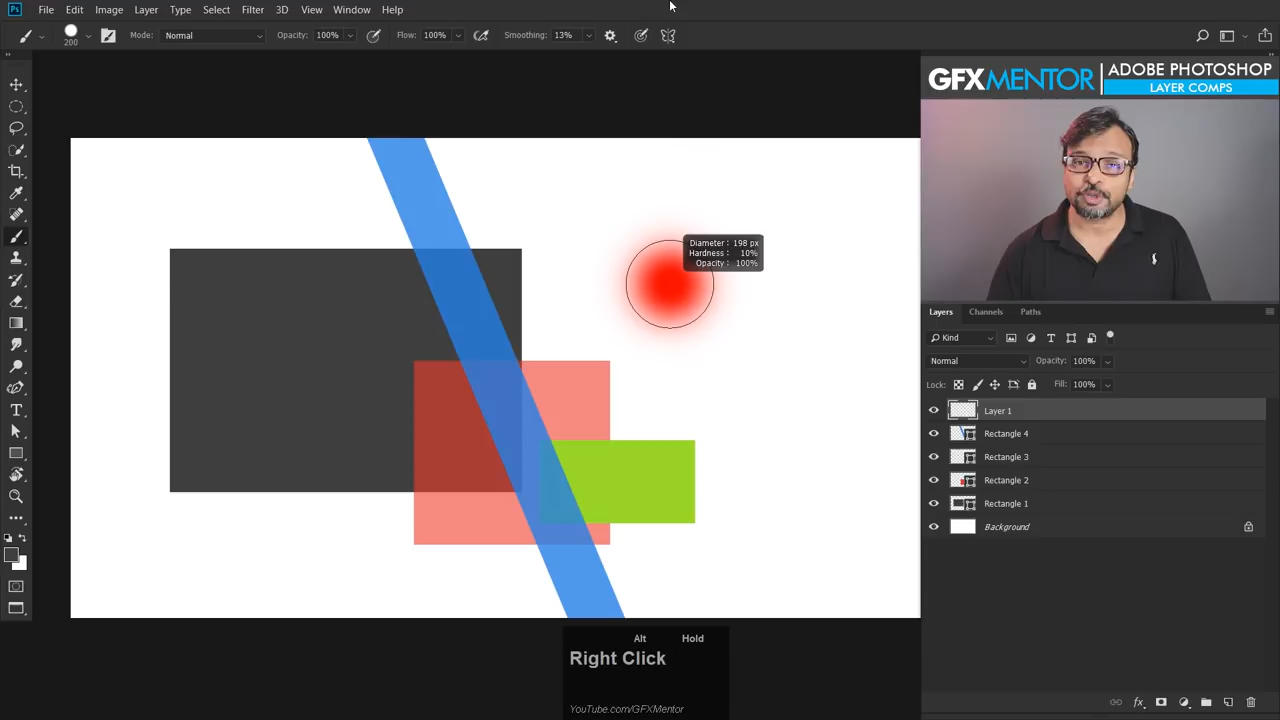 Ps File Edit Image Layer Type Select Filter 3D View Window Help
200 Mode: Normal Opacity: 100% Flow: 100% Smoothing: 13%
GFXMENTOR ADOBE PHOTOSHOP
LAYER COMPS
Diameter: 198 px
Hardness: 10%
Opacity: 100%
Layers Channels Paths
Kind
Normal Opacity: 100%
Lock: Fill: 100%
Layer 1
Rectangle 4
Rectangle 3
Rectangle 2
Rectangle 1
Background
Alt Hold
Right Click
YouTube.com/GFXMentor